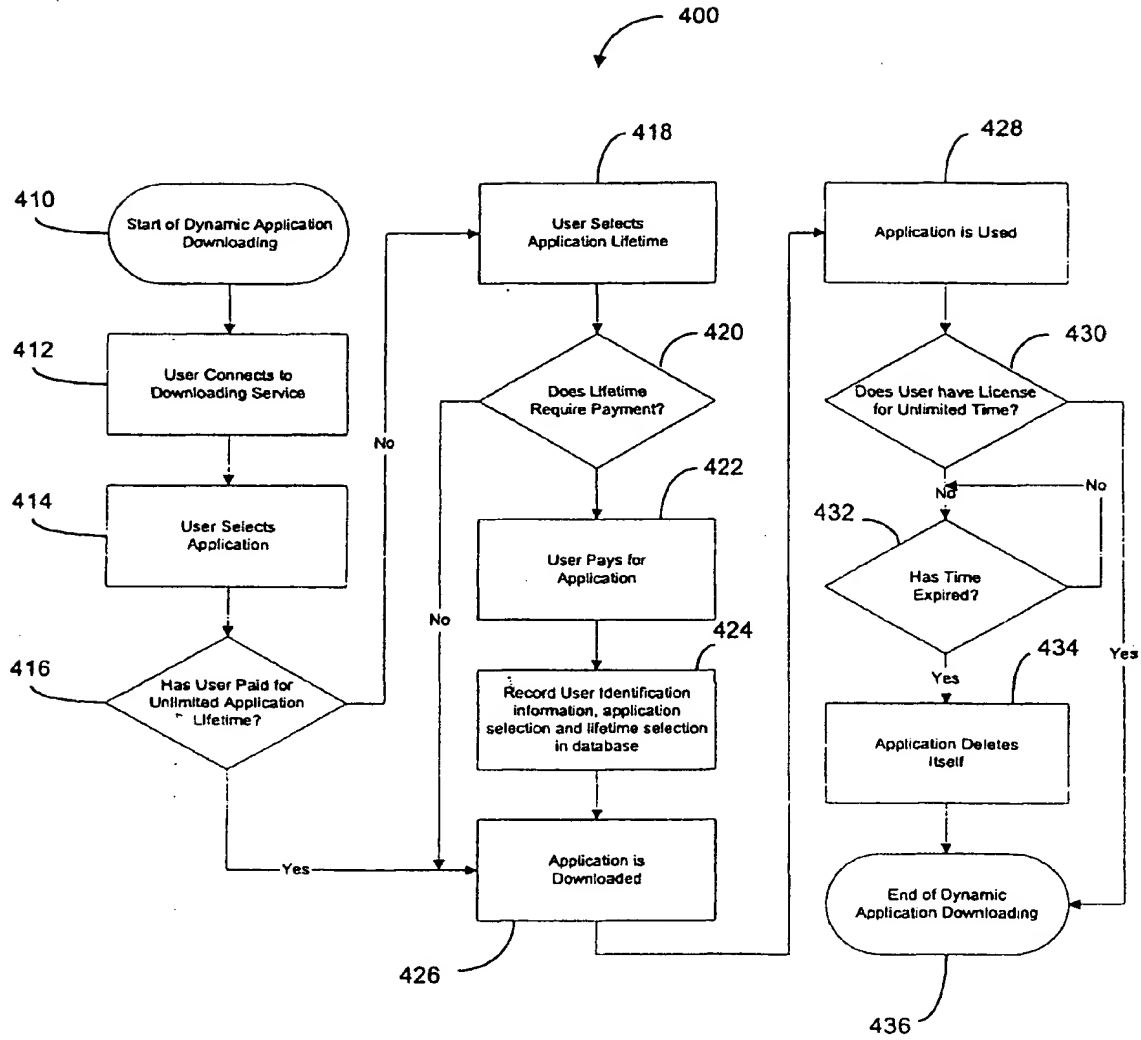 400
410
Start of Dynamic Application
Downloading
412
User Connects to
Downloading Service
414
User Selects
Application
416
Has User Paid for
Unlimited Application
Lifetime?
No
Yes
418
User Selects
Application Lifetime
420
Does Lifetime
Require Payment?
No
422
User Pays for
Application
424
Record User Identification
information, application
selection and lifetime selection
in database
Application is
Downloaded
426
428
Application is Used
430
Does User have License
for Unlimited Time?
No
No
Yes
432
Has Time
Expired?
Yes
434
Application Deletes
Itself
End of Dynamic
Application Downloading
436